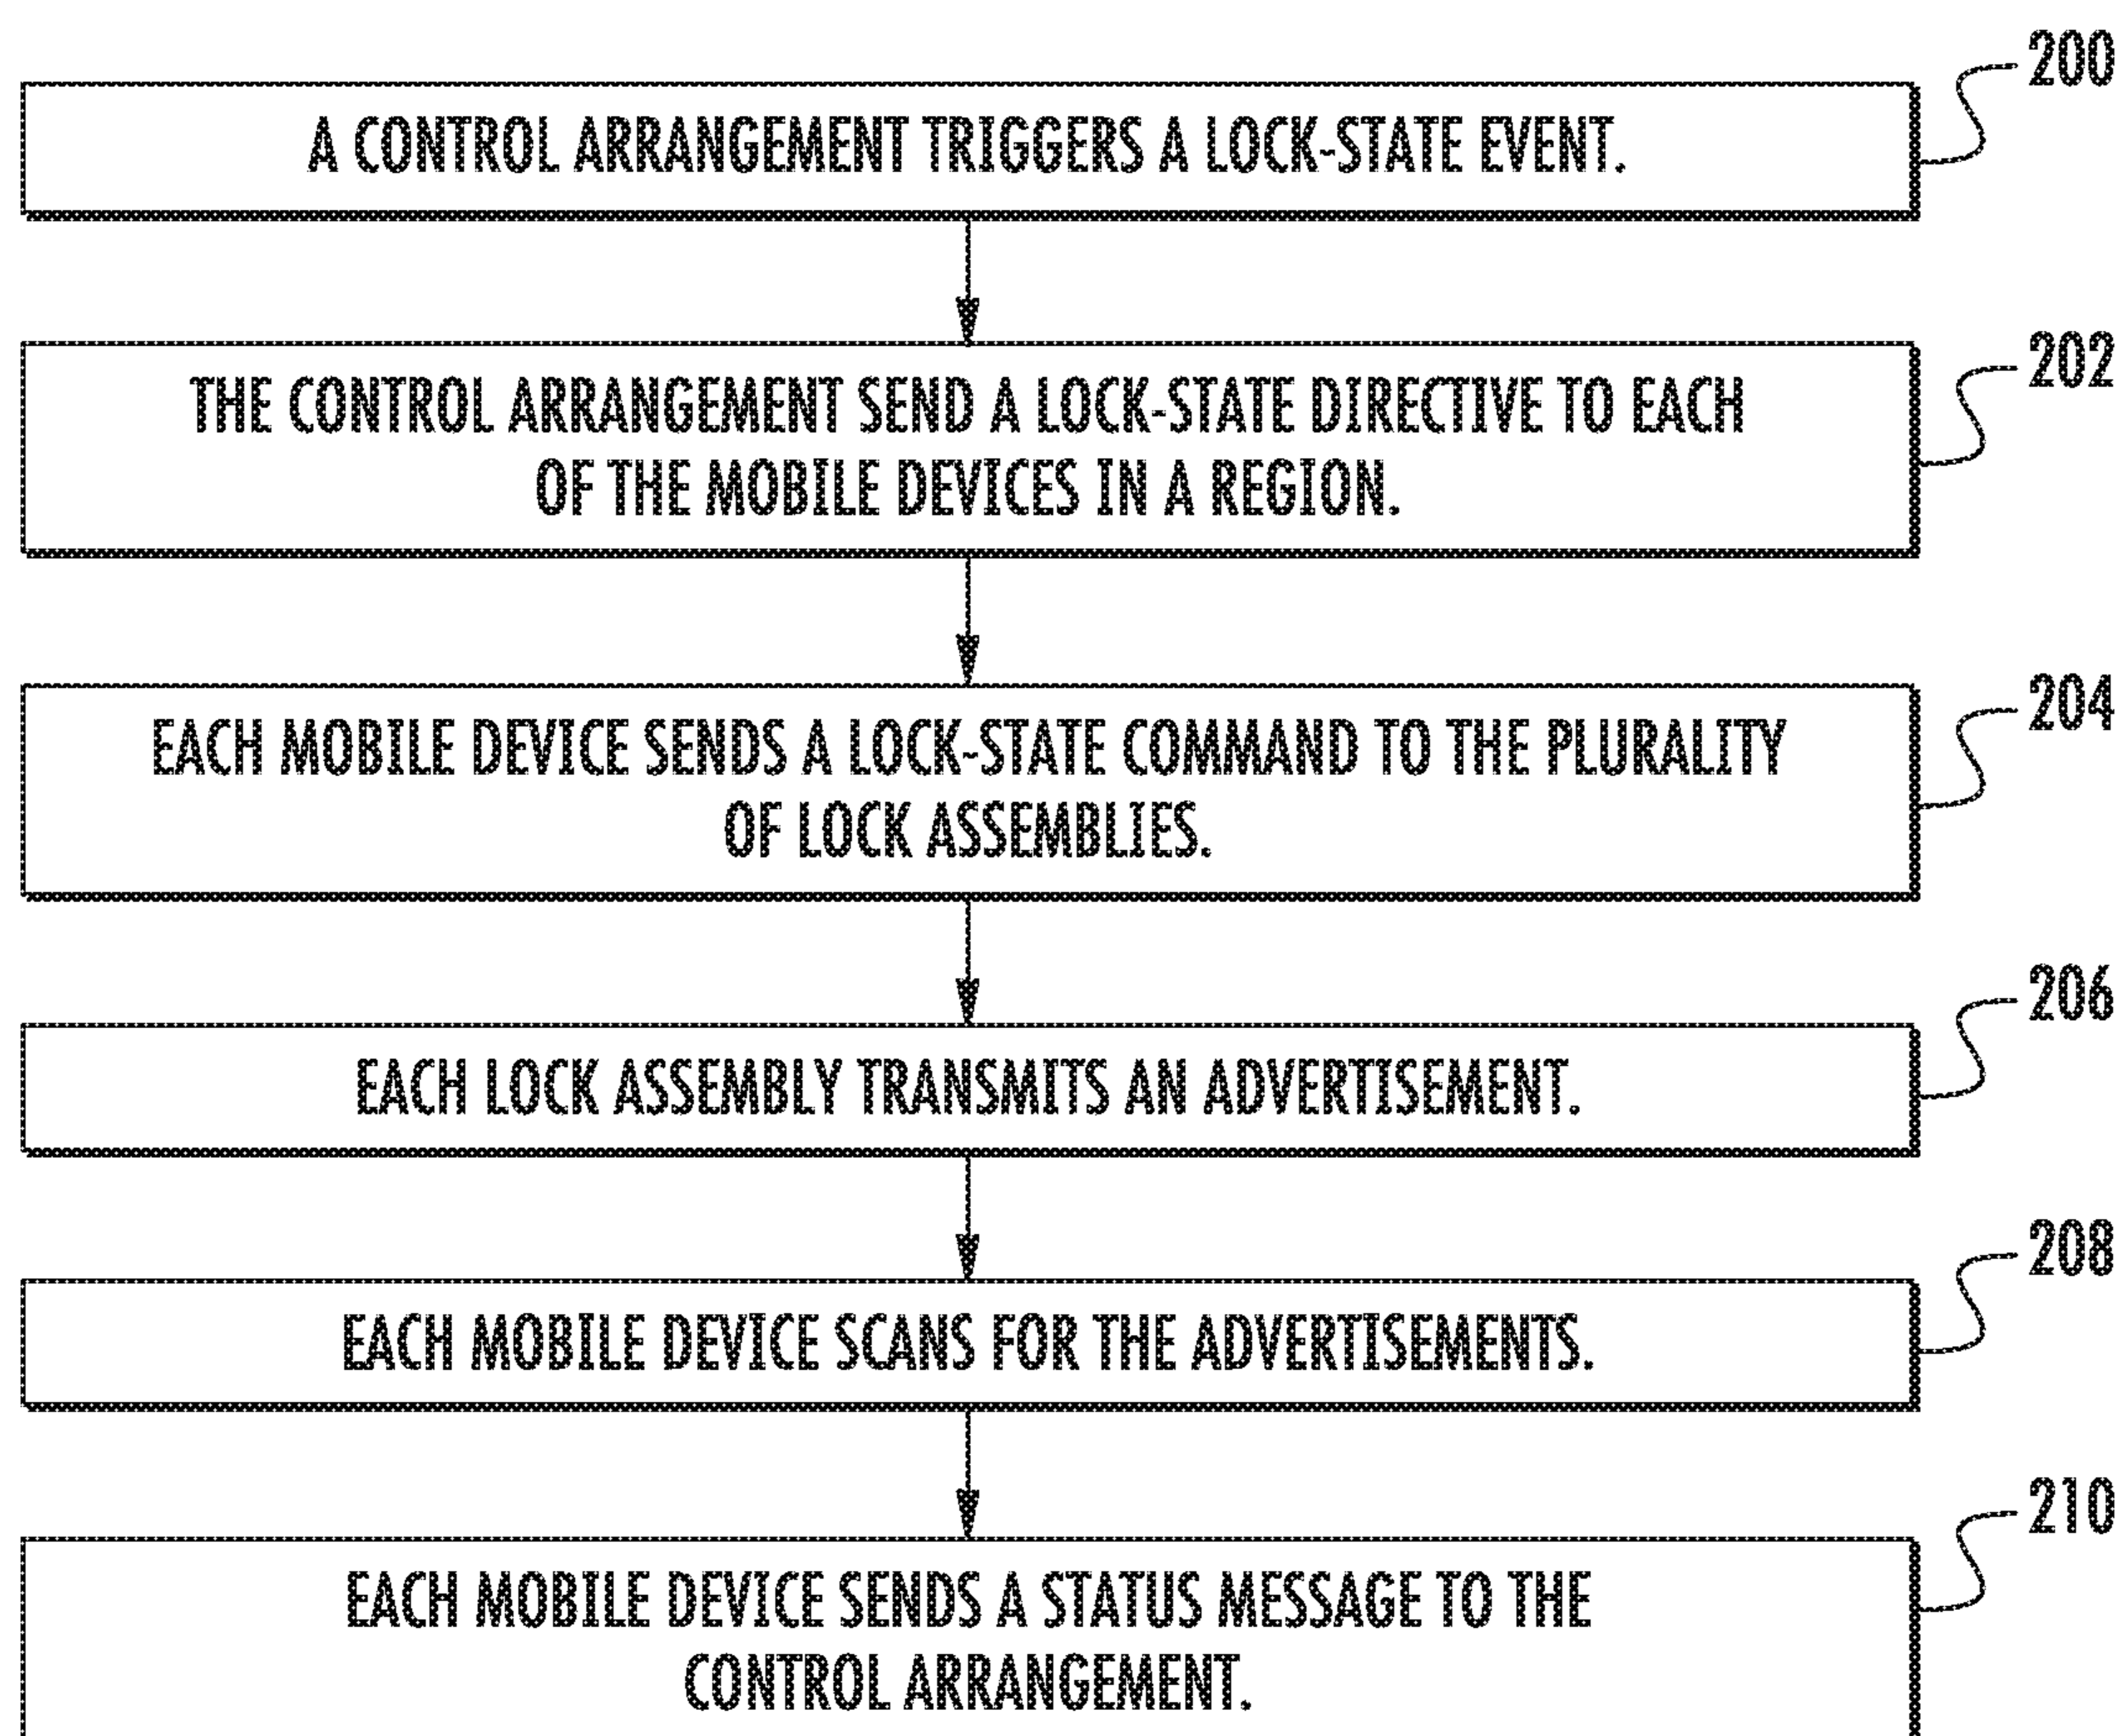 200
A CONTROL ARRANGEMENT TRIGGERS A LOCK-STATE EVENT.
202
THE CONTROL ARRANGEMENT SEND A LOCK-STATE DIRECTIVE TO EACH
OF THE MOBILE DEVICES IN A REGION.
204
EACH MOBILE DEVICE SENDS A LOCK-STATE COMMAND TO THE PLURALITY
OF LOCK ASSEMBLIES.
206
EACH LOCK ASSEMBLY TRANSMITS AN ADVERTISEMENT.
208
EACH MOBILE DEVICE SCANS FOR THE ADVERTISEMENTS.
210
EACH MOBILE DEVICE SENDS A STATUS MESSAGE TO THE
CONTROL ARRANGEMENT.